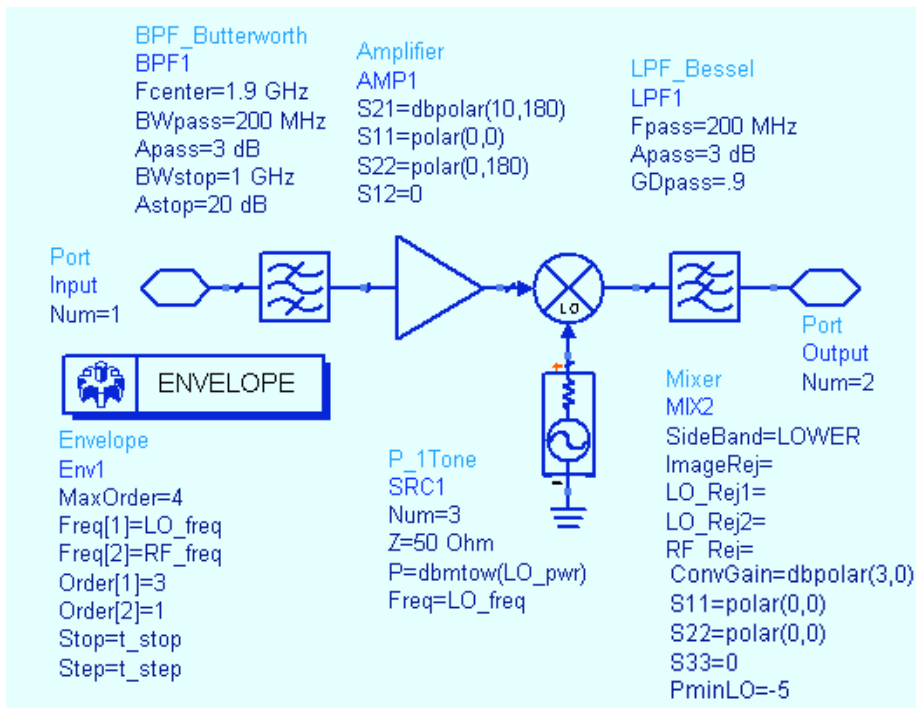 BPF_Butterworth
BPF1
Fcenter=1.9 GHz
BWpass=200 MHz
Apass=3 dB
BWstop=1 GHz
Astop=20 dB
Amplifier
AMP1
S21=dbpolar(10,180)
S11=polar(0,0)
S22=polar(0,180)
S12=0
LPF_Bessel
LPF1
Fpass=200 MHz
Apass=3 dB
GDpass=.9
Port
Input
Num=1
LO
Port
Output
Num=2
ENVELOPE
Envelope
Env1
MaxOrder=4
Freq[1]=LO_freq
Freq[2]=RF_freq
Order[1]=3
Order[2]=1
Stop=t_stop
Step=t_step
+
-
P_1Tone
SRC1
Num=3
Z=50 Ohm
P=dbmtow(LO_pwr)
Freq=LO_freq
Mixer
MIX2
SideBand=LOWER
ImageRej=
LO_Rej1=
LO_Rej2=
RF_Rej=
ConvGain=dbpolar(3,0)
S11=polar(0,0)
S22=polar(0,0)
S33=0
PminLO=-5